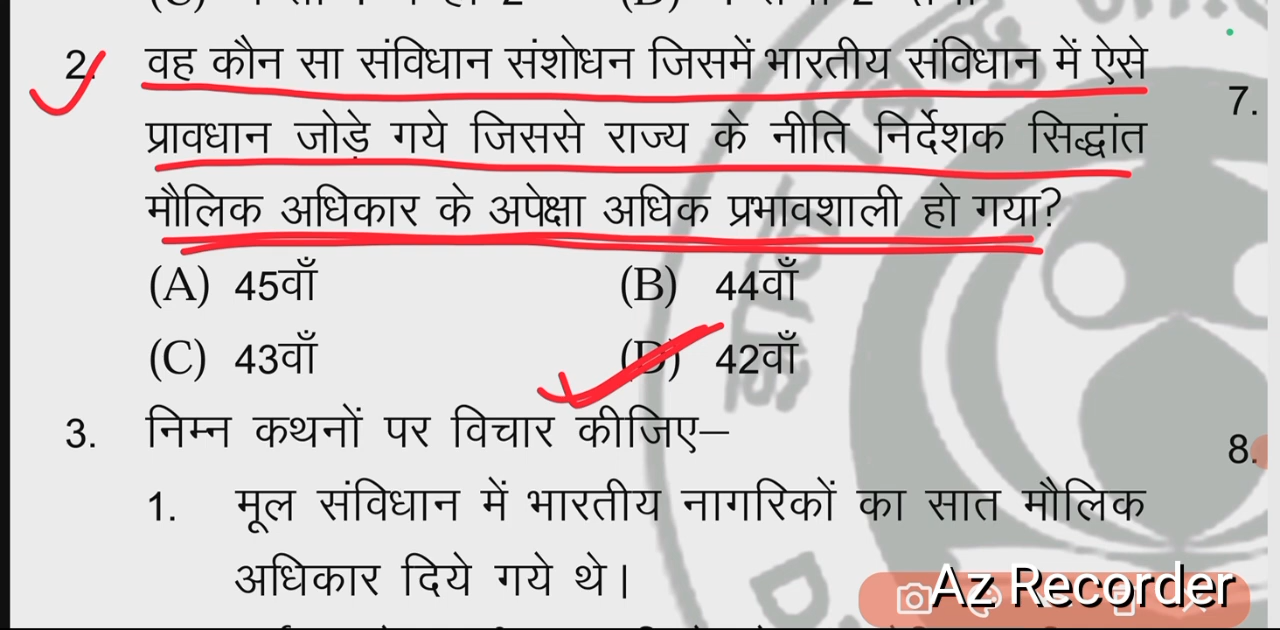 2. वह कौन सा संविधान संशोधन जिसमें भारतीय संविधान में ऐसे
प्रावधान जोड़े गये जिससे राज्य के नीति निर्देशक सिद्धांत
मौलिक अधिकार के अपेक्षा अधिक प्रभावशाली हो गया?
(A) 45वाँ (B) 44वाँ
(C) 43वाँ (D) 42वाँ
3. निम्न कथनों पर विचार कीजिए–
1. मूल संविधान में भारतीय नागरिकों का सात मौलिक
अधिकार दिये गये थे।
7.
8.
Az Recorder